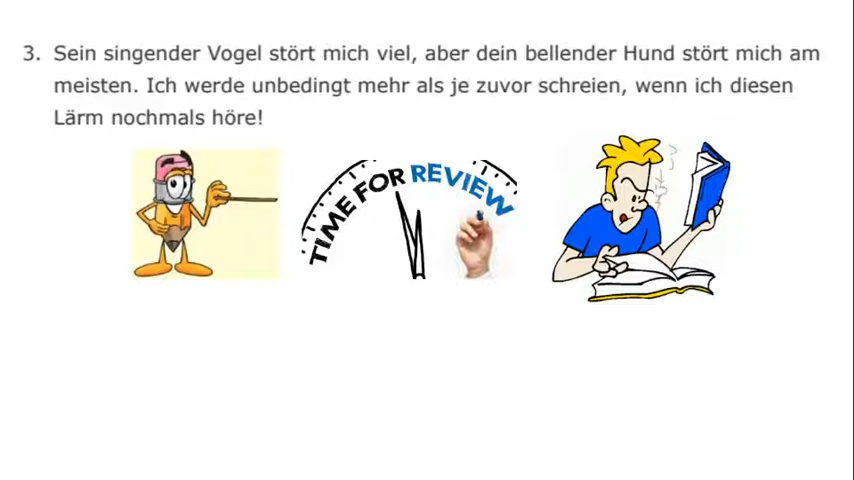 3. Sein singender Vogel stört mich viel, aber dein bellender Hund stört mich am
meisten. Ich werde unbedingt mehr als je zuvor schreien, wenn ich diesen
Lärm nochmals höre!
TIME FOR REVIEW